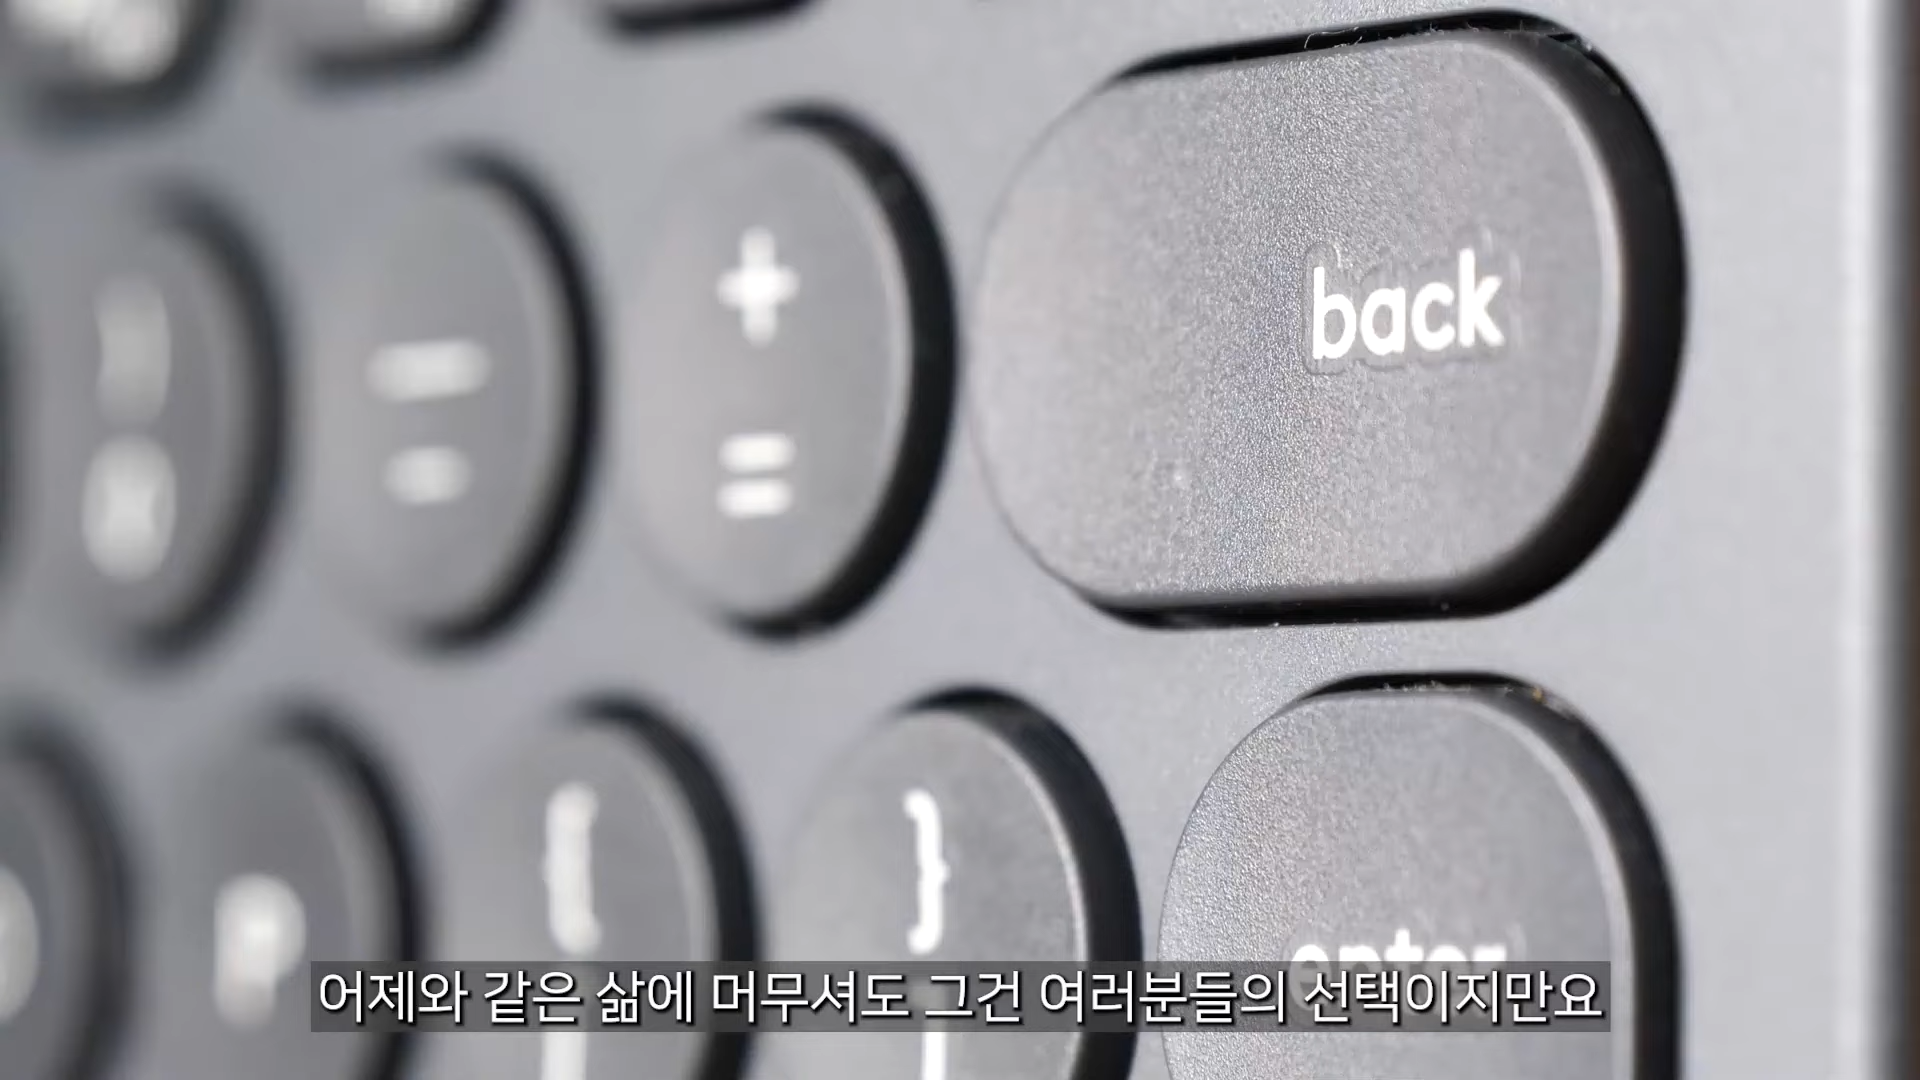 +
=
back
P
{
}
enter
어제와 같은 삶에 머무셔도 그건 여러분들의 선택이지만요